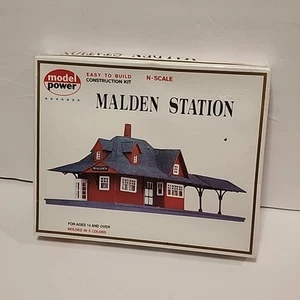 model
power
EASY TO BUILD
CONSTRUCTION KIT
N-SCALE
MALDEN STATION
MALDEN
FOR AGES 14 AND OVER
MOLDED IN 5 COLORS